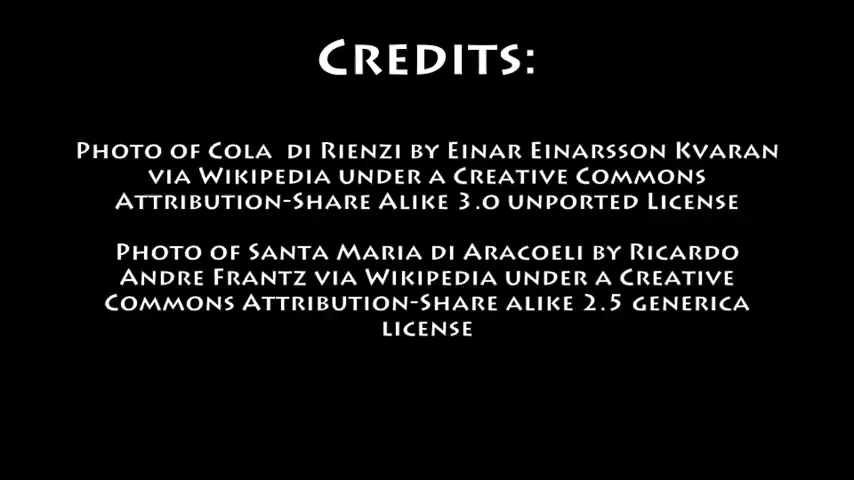 Credits:
Photo of Cola di Rienzi by Einar Einarsson Kvaran
via Wikipedia under a Creative Commons
Attribution-Share Alike 3.0 unported License
Photo of Santa Maria di Aracoeli by Ricardo
Andre Frantz via Wikipedia under a Creative
Commons Attribution-Share alike 2.5 generica
license